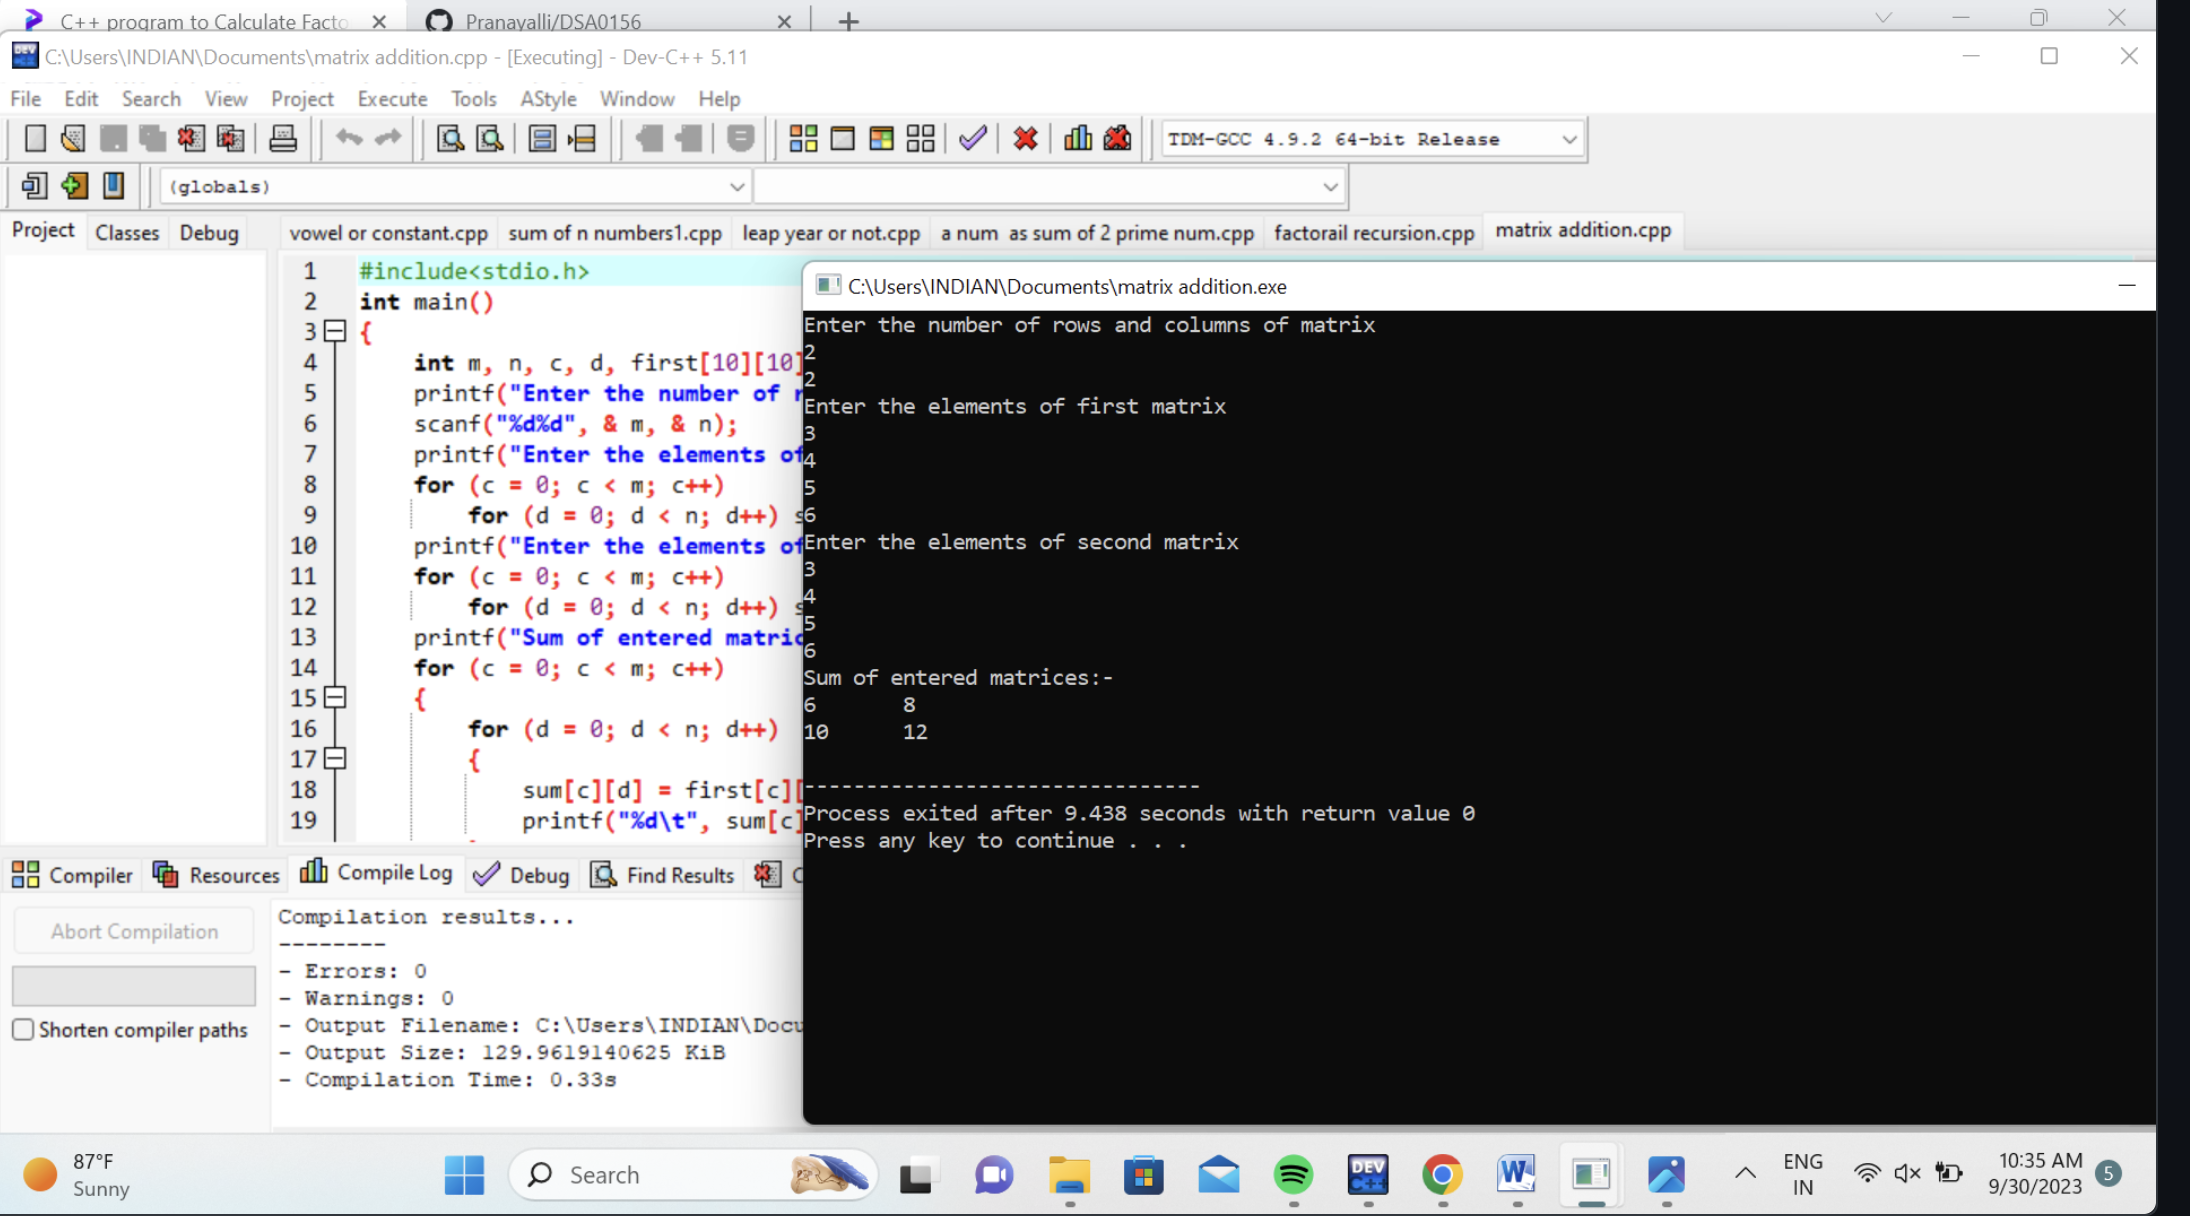 C++ program to Calculate Facto
Pranayalli/DSA0156
C:\Users\INDIAN\Documents\matrix addition.cpp - [Executing] - Dev-C++ 5.11
File Edit Search View Project Execute Tools AStyle Window Help
TDM-GCC 4.9.2 64-bit Release
(globals)
Project Classes Debug
vowel or constant.cpp sum of n numbers1.cpp leap year or not.cpp a num as sum of 2 prime num.cpp factorail recursion.cpp matrix addition.cpp
1 #include<stdio.h>
2 int main()
3 {
4 int m, n, c, d, first[10][10]
5 printf("Enter the number of r
6 scanf("%d%d", & m, & n);
7 printf("Enter the elements of
8 for (c = 0; c < m; c++)
9 for (d = 0; d < n; d++) s
10 printf("Enter the elements of
11 for (c = 0; c < m; c++)
12 for (d = 0; d < n; d++) s
13 printf("Sum of entered matric
14 for (c = 0; c < m; c++)
15 {
16 for (d = 0; d < n; d++)
17 {
18 sum[c][d] = first[c][
19 printf("%d\t", sum[c]
C:\Users\INDIAN\Documents\matrix addition.exe
Enter the number of rows and columns of matrix
2
2
Enter the elements of first matrix
3
4
5
6
Enter the elements of second matrix
3
4
5
6
Sum of entered matrices:-
6 8
10 12
--------------------------------
Process exited after 9.438 seconds with return value 0
Press any key to continue . . .
Compiler Resources Compile Log Debug Find Results C
Abort Compilation
Shorten compiler paths
Compilation results...
--------
- Errors: 0
- Warnings: 0
- Output Filename: C:\Users\INDIAN\Docu
- Output Size: 129.9619140625 KiB
- Compilation Time: 0.33s
87°F
Sunny
Search
DEV
C++
W
ENG
IN
10:35 AM
9/30/2023
5